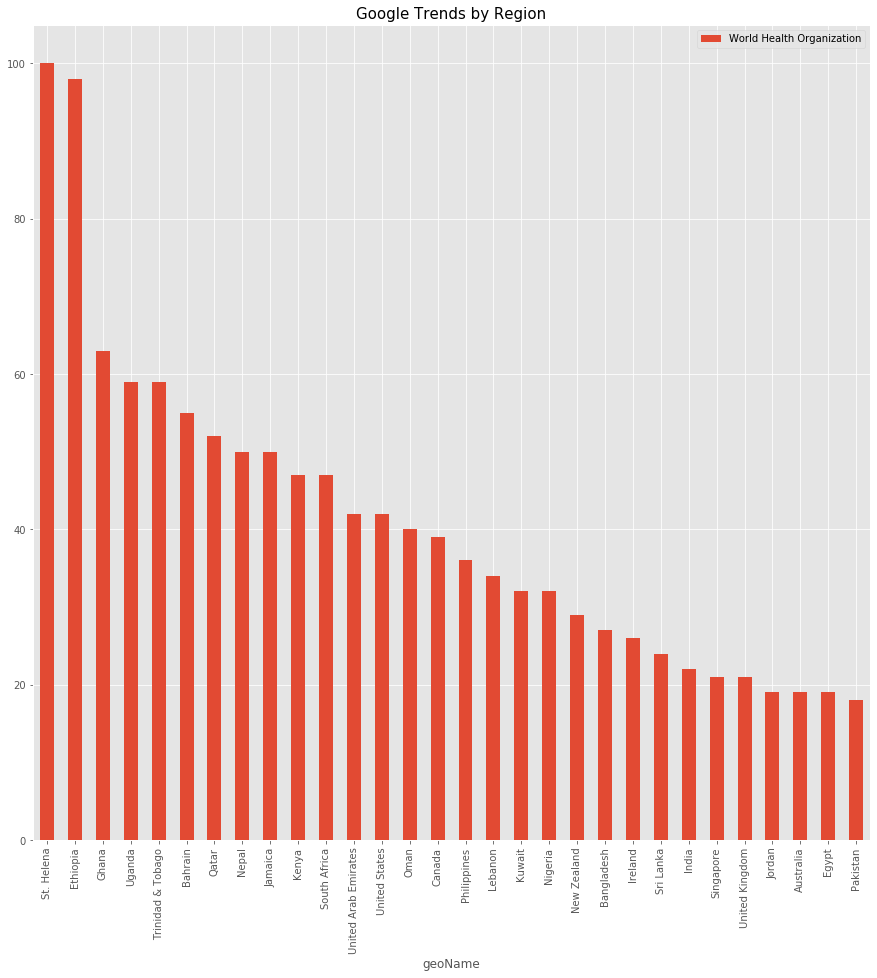 Google Trends by Region
World Health Organization
100
80
60
40
20
0
St. Helena
Ethiopia
Ghana
Uganda
Trinidad & Tobago
Bahrain
Qatar
Nepal
Jamaica
Kenya
South Africa
United Arab Emirates
United States
Oman
Canada
Philippines
Lebanon
Kuwait
Nigeria
New Zealand
Bangladesh
Ireland
Sri Lanka
India
Singapore
United Kingdom
Jordan
Australia
Egypt
Pakistan
geoName